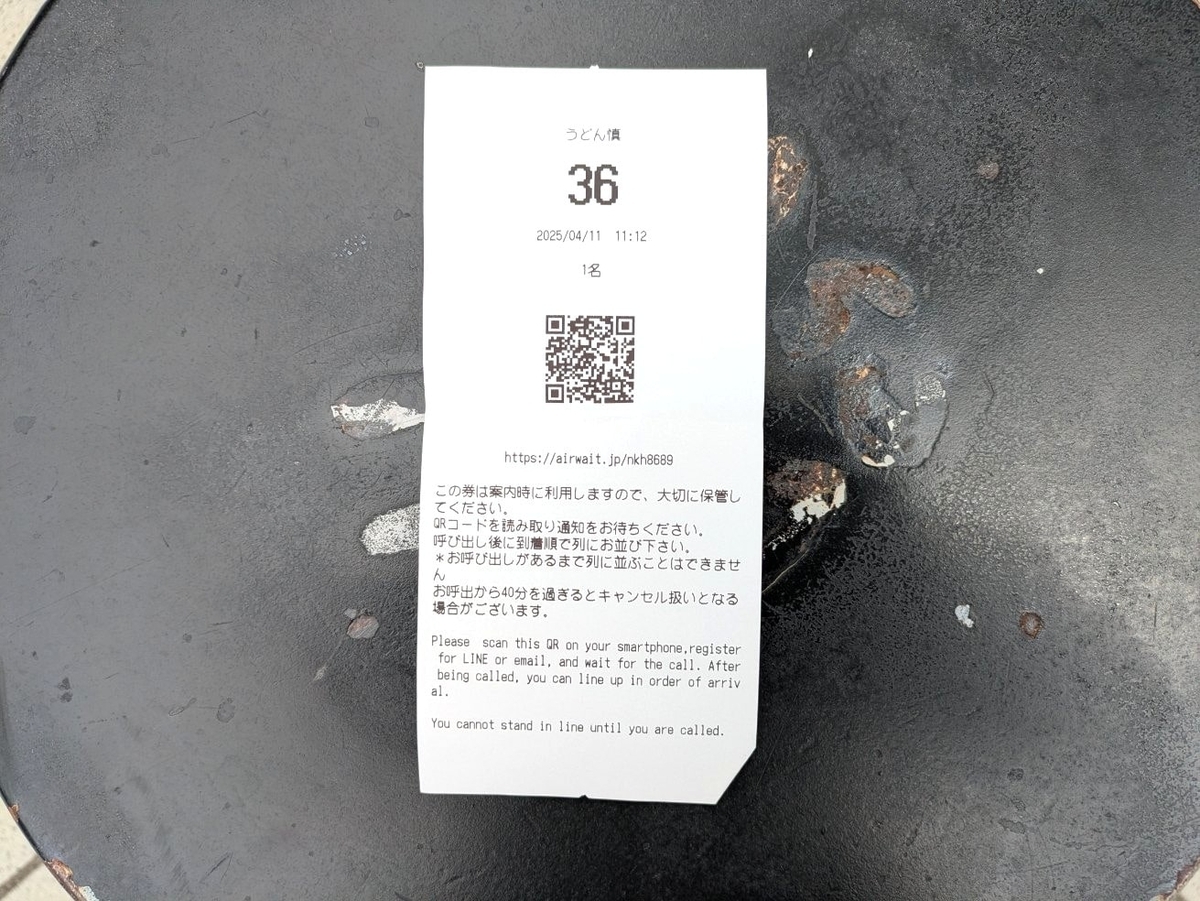 うどん慎
36
2025/04/11 11:12
1名
https://airwait.jp/nkh8689
この券は案内時に利用しますので、大切に保管し
てください。
QRコードを読み取り通知をお待ちください。
呼び出し後に到着順で列にお並び下さい。
＊お呼び出しがあるまで列に並ぶことはできませ
ん
お呼出から40分を過ぎるとキャンセル扱いとなる
場合がございます。
Please scan this QR on your smartphone,register
for LINE or email, and wait for the call. After
being called, you can line up in order of arriv
al.
You cannot stand in line until you are called.